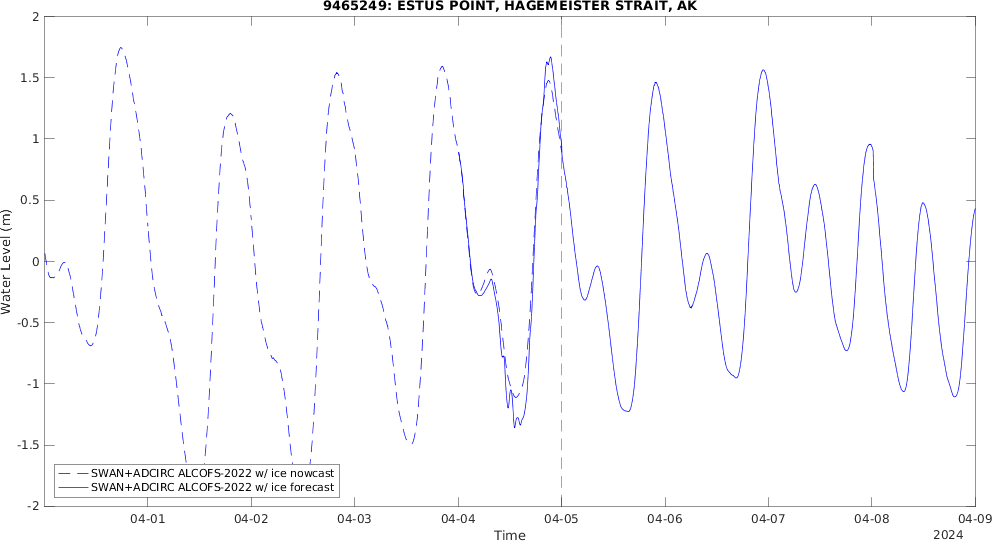 9465249: ESTUS POINT, HAGEMEISTER STRAIT, AK
2
1.5
1
0.5
0
-0.5
-1
-1.5
-2
Water Level (m)
SWAN+ADCIRC ALCOFS-2022 w/ ice nowcast
SWAN+ADCIRC ALCOFS-2022 w/ ice forecast
04-01 04-02 04-03 04-04 04-05 04-06 04-07 04-08 04-09
Time
2024